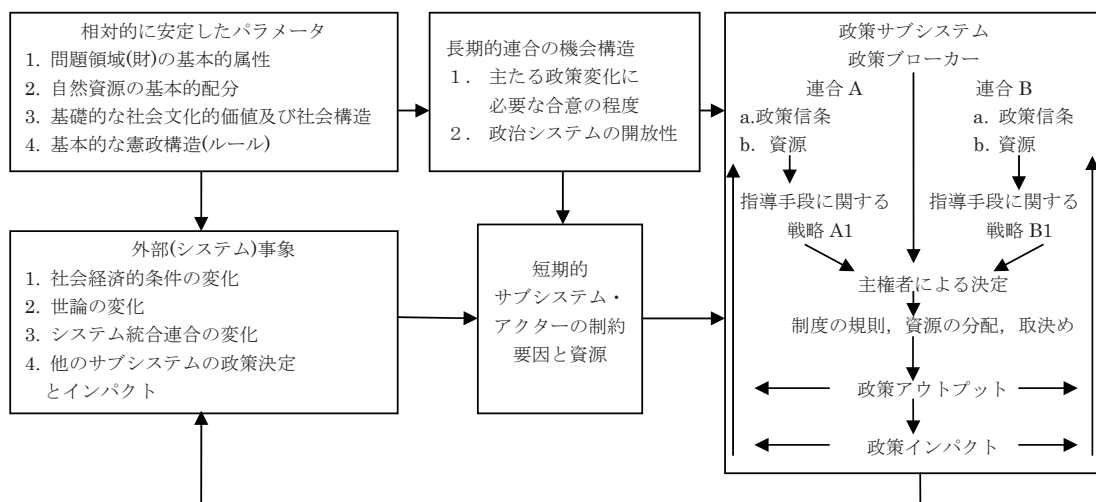 相対的に安定したパラメータ
1. 問題領域(財)の基本的属性
2. 自然資源の基本的配分
3. 基礎的な社会文化的価値及び社会構造
4. 基本的な憲政構造(ルール)
長期的連合の機会構造
1. 主たる政策変化に
必要な合意の程度
2. 政治システムの開放性
外部(システム)事象
1. 社会経済的条件の変化
2. 世論の変化
3. システム統合連合の変化
4. 他のサブシステムの政策決定
とインパクト
短期的
サブシステム・
アクターの制約
要因と資源
政策サブシステム
政策ブローカー
連合 A
a.政策信条
b. 資源
指導手段に関する
戦略 A1
連合 B
a. 政策信条
b. 資源
指導手段に関する
戦略 B1
主権者による決定
制度の規則，資源の分配，取決め
政策アウトプット
政策インパクト